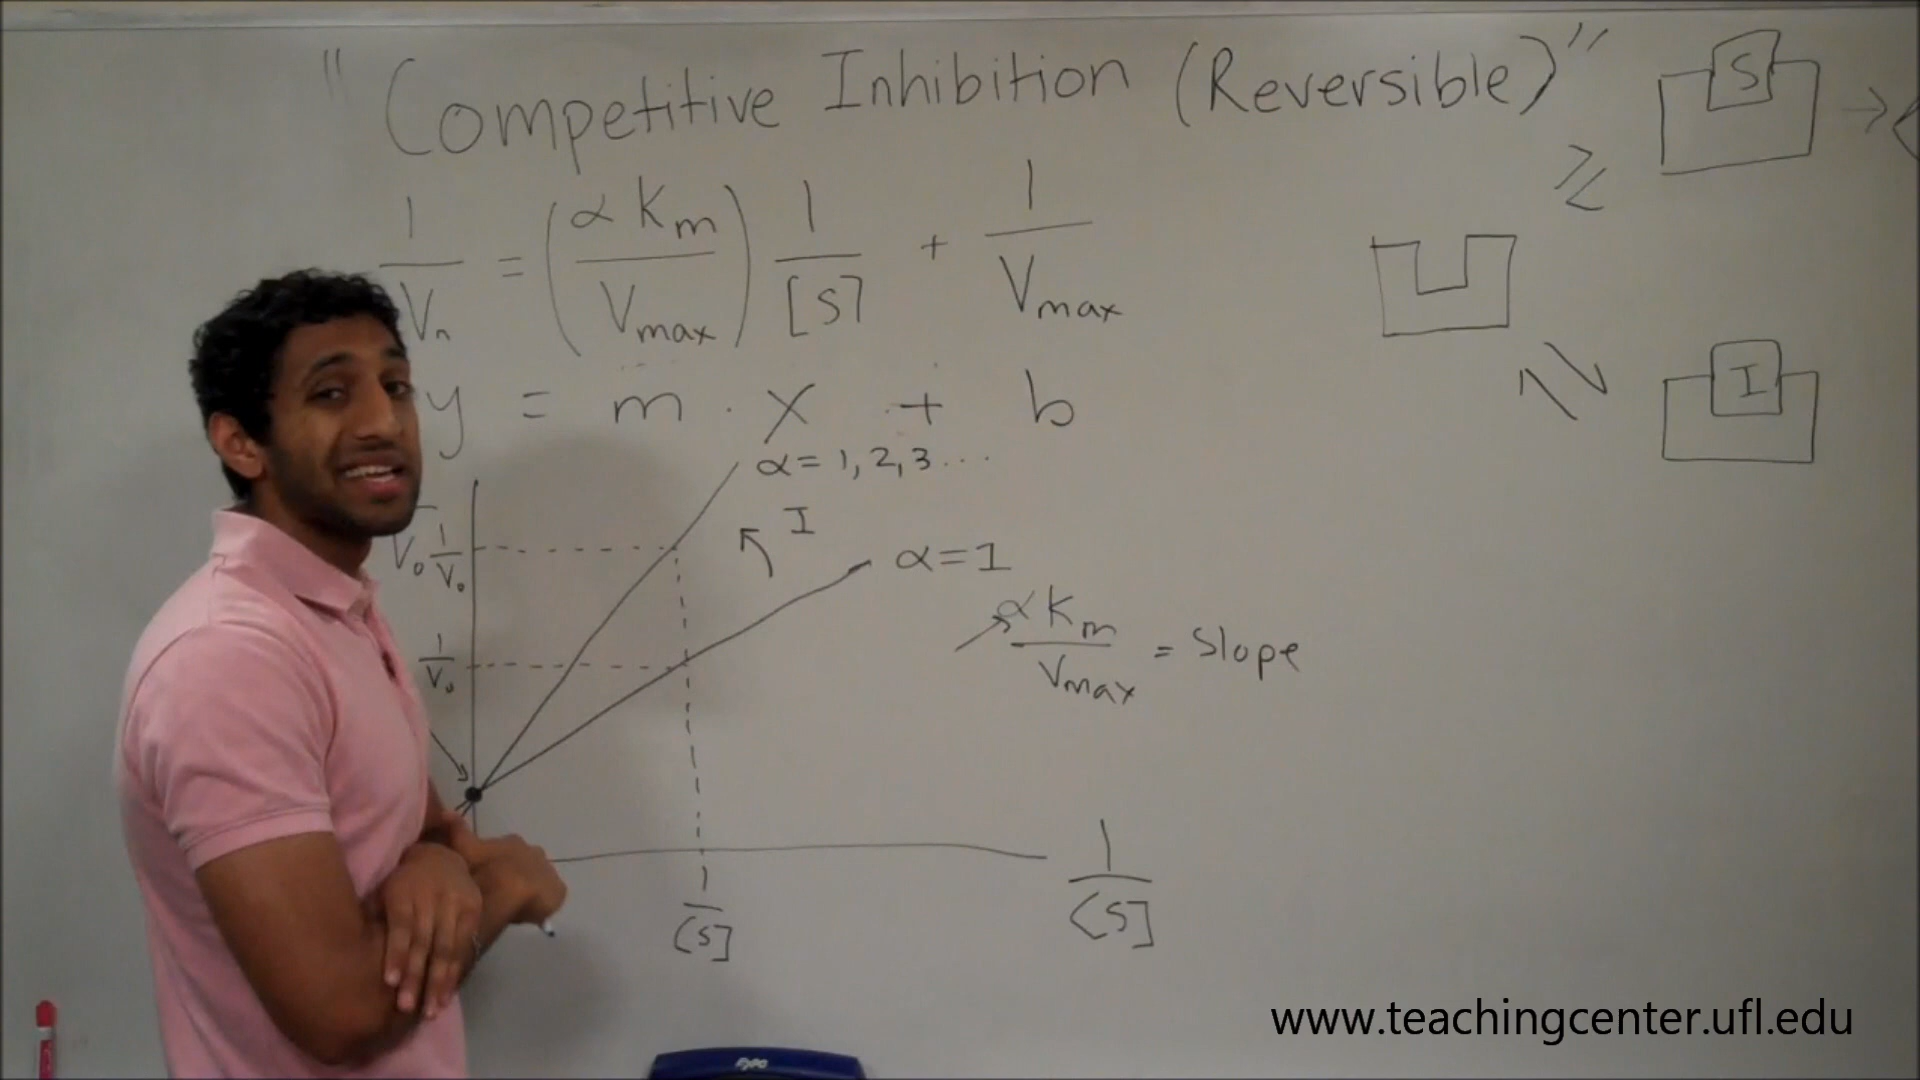 "Competitive Inhibition (Reversible)"
1/V = (αKm/Vmax) 1/[S] + 1/Vmax
y = m · x + b
α = 1, 2, 3 ...
I
α = 1
1/V₀
1/V₀
αKm/Vmax = Slope
1/[S]
1/[S]
S
I
www.teachingcenter.ufl.edu
EXPO